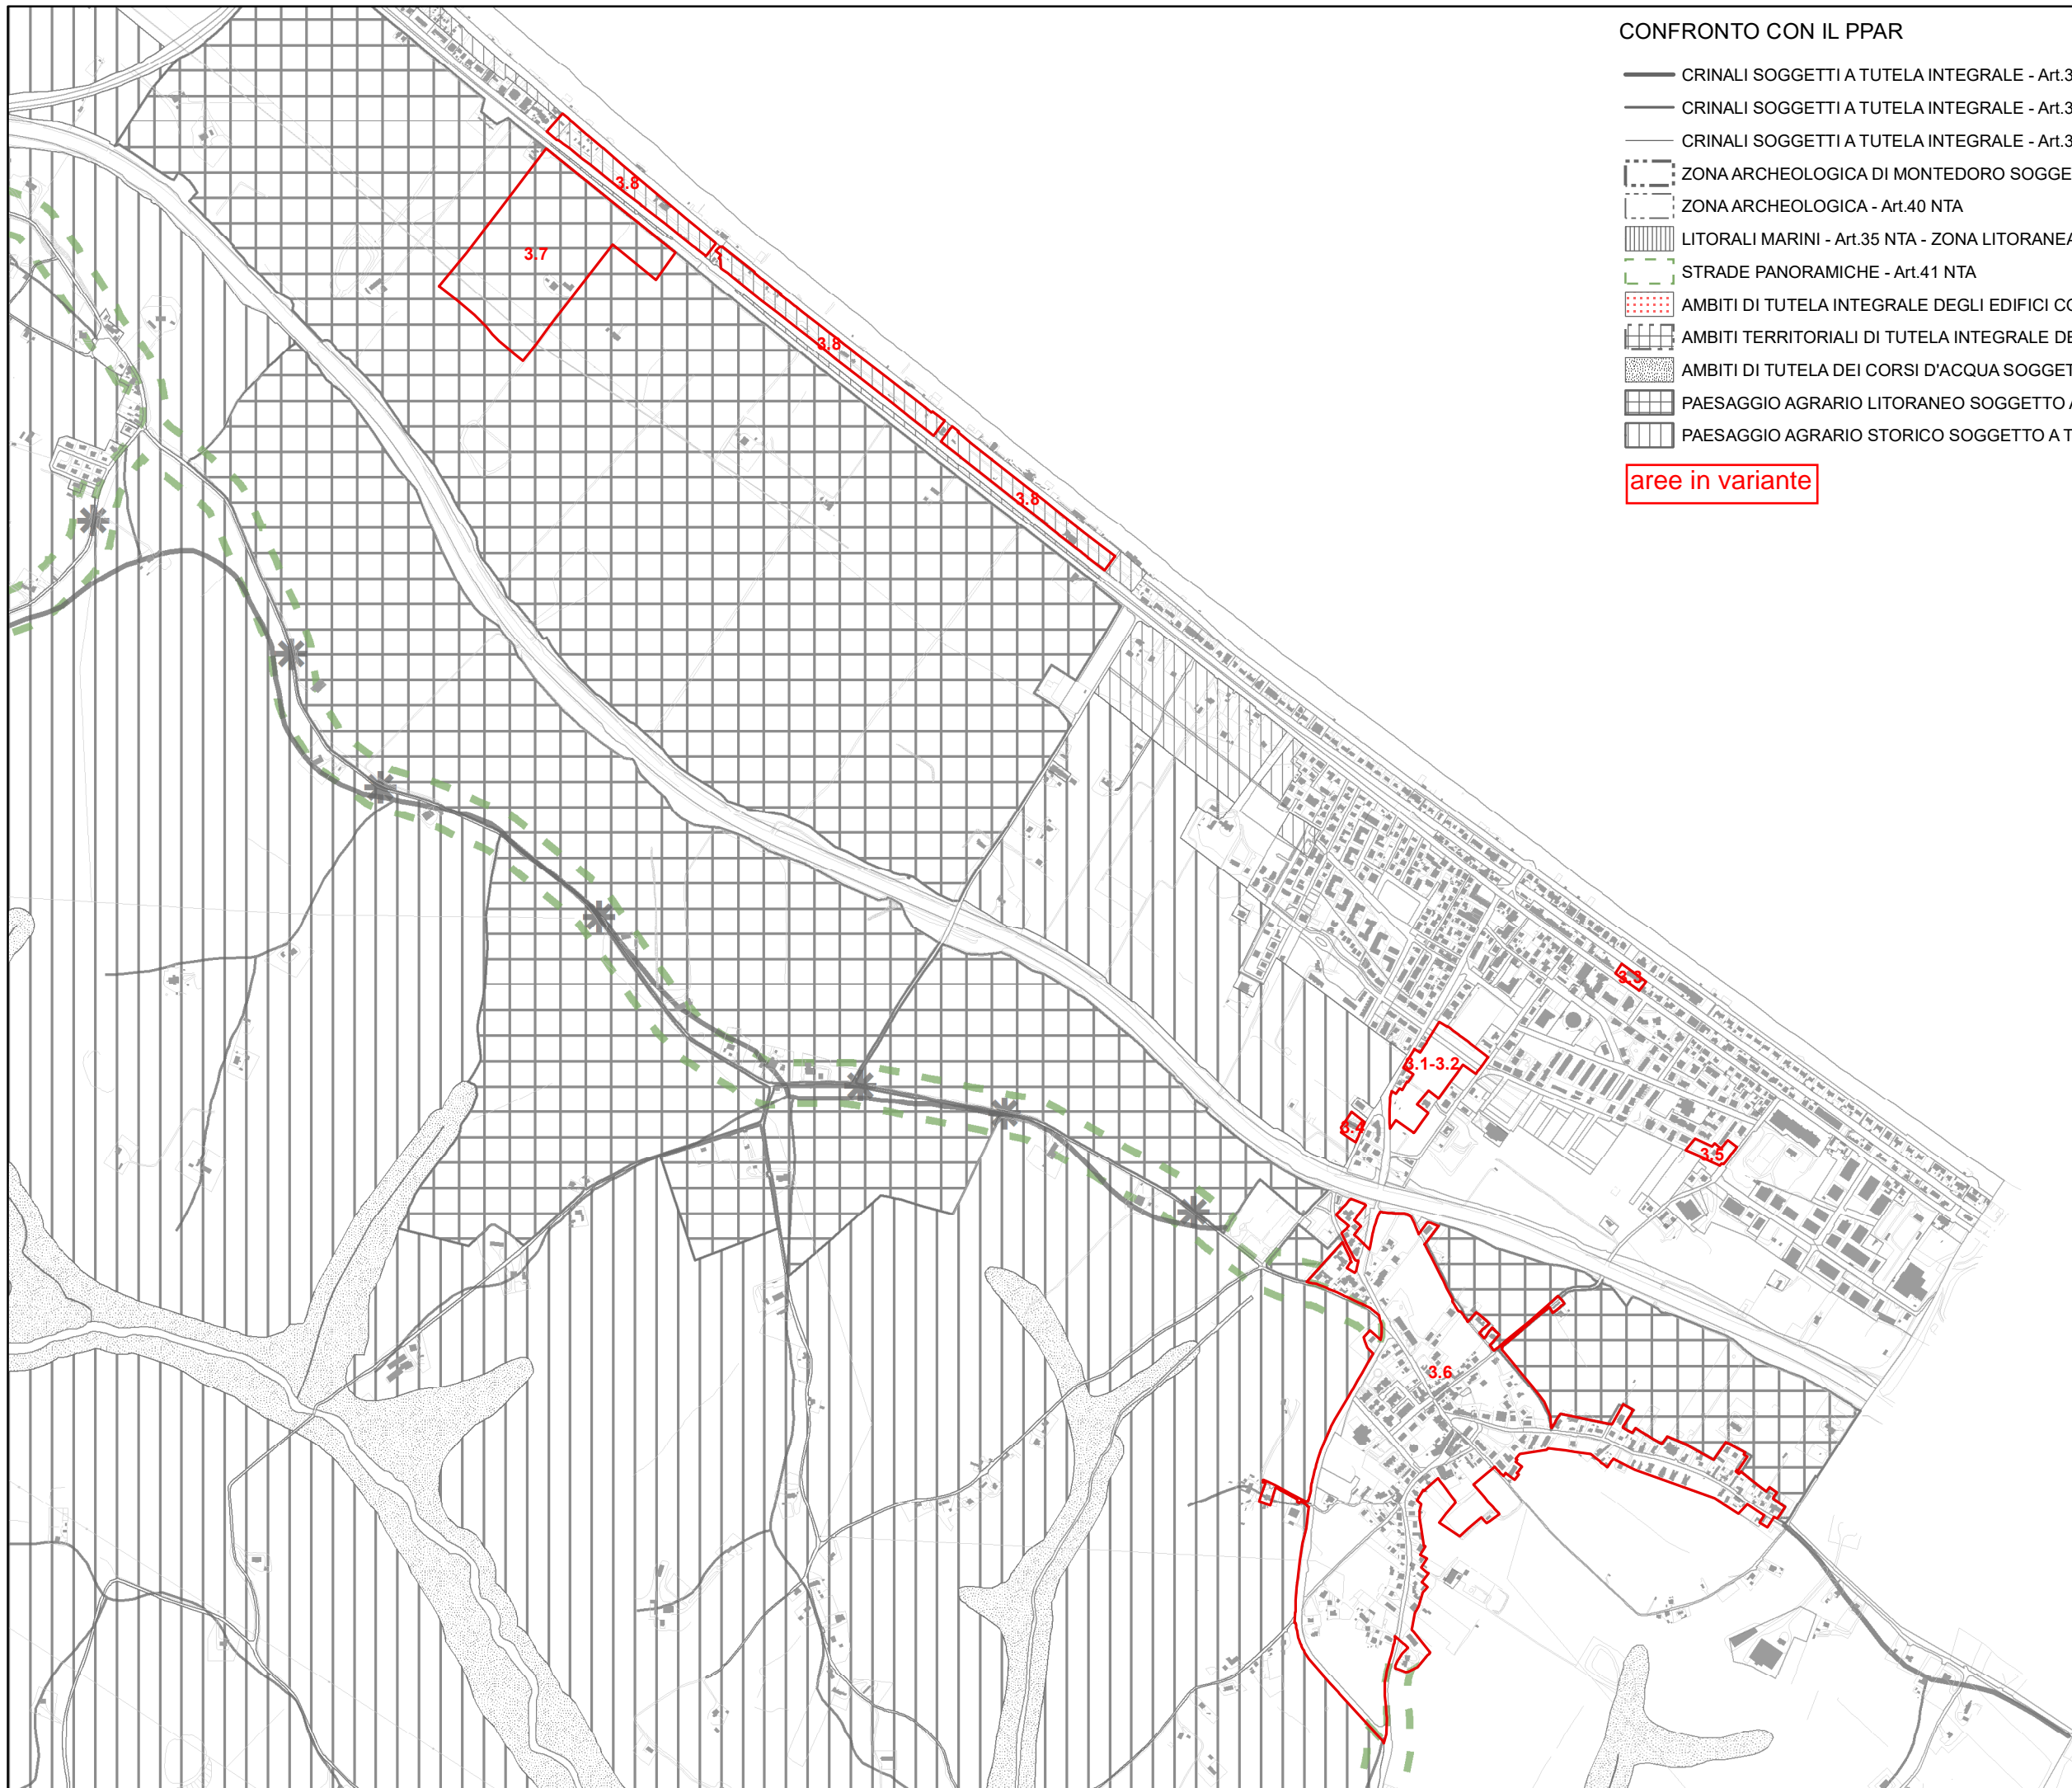 CONFRONTO CON IL PPAR
CRINALI SOGGETTI A TUTELA INTEGRALE - Art.3
CRINALI SOGGETTI A TUTELA INTEGRALE - Art.3
CRINALI SOGGETTI A TUTELA INTEGRALE - Art.3
ZONA ARCHEOLOGICA DI MONTEDORO SOGGE
ZONA ARCHEOLOGICA - Art.40 NTA
LITORALI MARINI - Art.35 NTA - ZONA LITORANEA
STRADE PANORAMICHE - Art.41 NTA
AMBITI DI TUTELA INTEGRALE DEGLI EDIFICI CO
AMBITI TERRITORIALI DI TUTELA INTEGRALE DE
AMBITI DI TUTELA DEI CORSI D'ACQUA SOGGET
PAESAGGIO AGRARIO LITORANEO SOGGETTO A
PAESAGGIO AGRARIO STORICO SOGGETTO A T
aree in variante
3.8
3.7
3.8
3.8
3.3
3.1-3.2
3.4
3.5
3.6